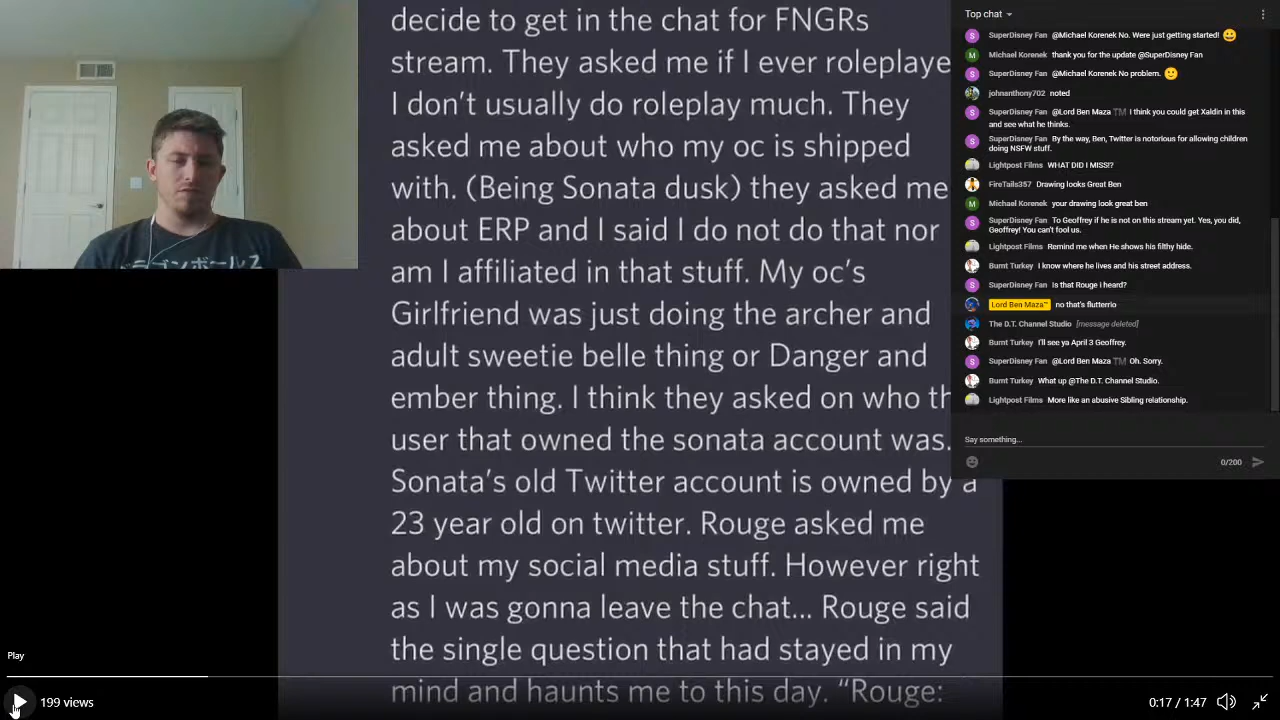 decide to get in the chat for FNGRs
stream. They asked me if I ever roleplaye
I don't usually do roleplay much. They
asked me about who my oc is shipped
with. (Being Sonata dusk) they asked me
about ERP and I said I do not do that nor
am I affiliated in that stuff. My oc's
Girlfriend was just doing the archer and
adult sweetie belle thing or Danger and
ember thing. I think they asked on who th
user that owned the sonata account was.
Sonata's old Twitter account is owned by a
23 year old on twitter. Rouge asked me
about my social media stuff. However right
as I was gonna leave the chat... Rouge said
the single question that had stayed in my
mind and haunts me to this day. “Rouge:
Top chat
SuperDisney Fan @Michael Korenek No. Were just getting started!
Michael Korenek thank you for the update @SuperDisney Fan
SuperDisney Fan @Michael Korenek No problem.
johnanthony702 noted
SuperDisney Fan @Lord Ben Maza™ I think you could get Xaldin in this
and see what he thinks.
SuperDisney Fan By the way, Ben, Twitter is notorious for allowing children
doing NSFW stuff.
Lightpost Films WHAT DID I MISS!?
FireTails357 Drawing looks Great Ben
Michael Korenek your drawing look great ben
SuperDisney Fan To Geoffrey if he is not on this stream yet. Yes, you did,
Geoffrey! You can't fool us.
Lightpost Films Remind me when He shows his filthy hide.
Burnt Turkey I know where he lives and his street address.
SuperDisney Fan Is that Rouge i heard?
Lord Ben Maza™ no that's flutterrio
The D.T. Channel Studio [message deleted]
Burnt Turkey I'll see ya April 3 Geoffrey.
SuperDisney Fan @Lord Ben Maza™ Oh. Sorry.
Burnt Turkey What up @The D.T. Channel Studio.
Lightpost Films More like an abusive Sibling relationship.
Say something...
0/200
ドラゴンボールス
Play
199 views
0:17 / 1:47